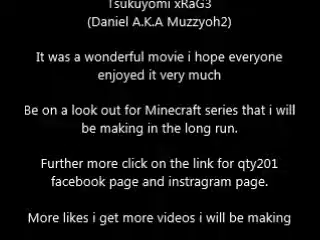 Tsukuyomi xRaG3
(Daniel A.K.A Muzzyoh2)
It was a wonderful movie i hope everyone
enjoyed it very much
Be on a look out for Minecraft series that i will
be making in the long run.
Further more click on the link for qty201
facebook page and instragram page.
More likes i get more videos i will be making